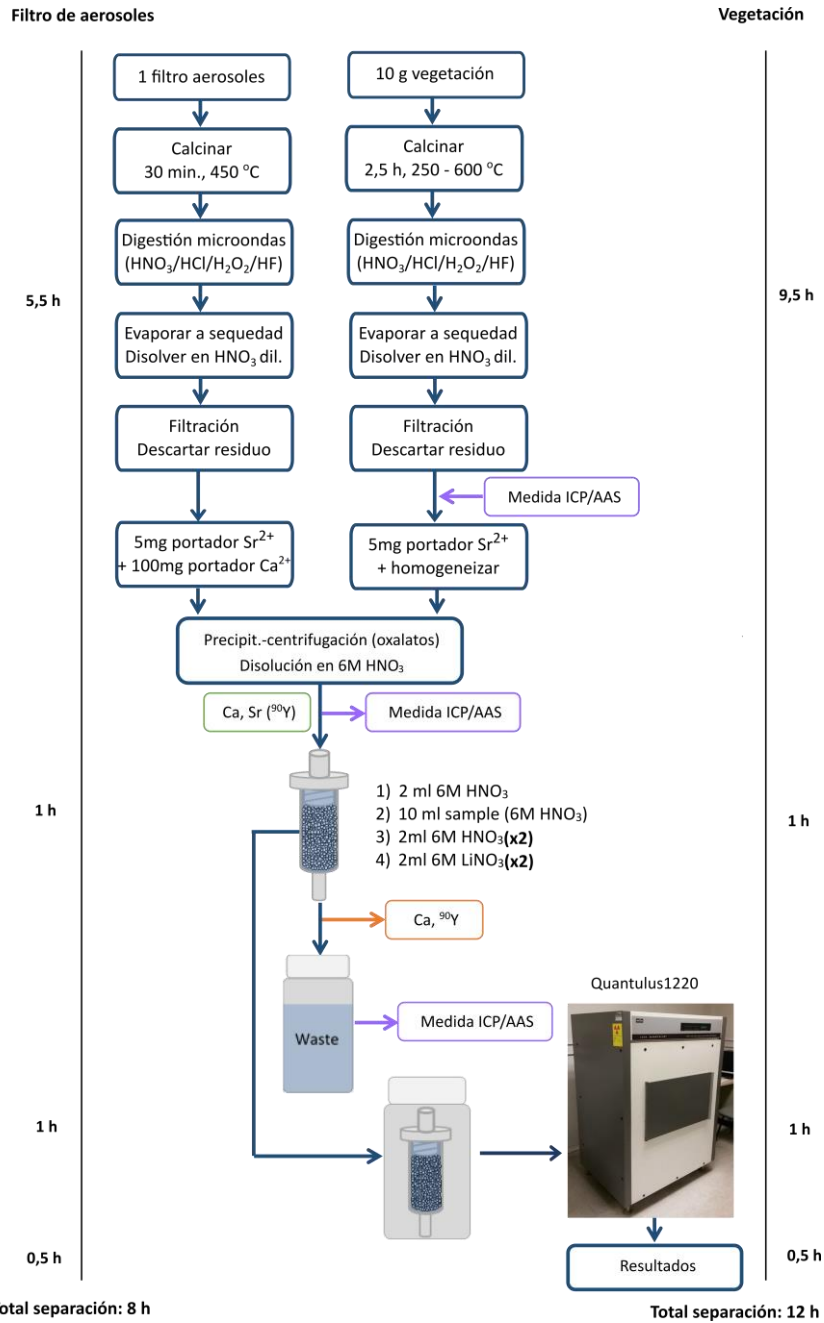 Filtro de aerosoles
Vegetación
1 filtro aerosoles
10 g vegetación
Calcinar
30 min., 450 °C
Calcinar
2,5 h, 250 - 600 °C
Digestión microondas
(HNO₃/HCl/H₂O₂/HF)
Digestión microondas
(HNO₃/HCl/H₂O₂/HF)
5,5 h
9,5 h
Evaporar a sequedad
Disolver en HNO₃ dil.
Evaporar a sequedad
Disolver en HNO₃ dil.
Filtración
Descartar residuo
Filtración
Descartar residuo
Medida ICP/AAS
5mg portador Sr²⁺
+ 100mg portador Ca²⁺
5mg portador Sr²⁺
+ homogeneizar
Precipit.-centrifugación (oxalatos)
Disolución en 6M HNO₃
Ca, Sr (⁹⁰Y)
Medida ICP/AAS
1) 2 ml 6M HNO₃
2) 10 ml sample (6M HNO₃)
3) 2ml 6M HNO₃(x2)
4) 2ml 6M LiNO₃(x2)
1 h
1 h
Ca, ⁹⁰Y
Quantulus1220
Waste
Medida ICP/AAS
1 h
1 h
0,5 h
Resultados
0,5 h
Total separación: 8 h
Total separación: 12 h